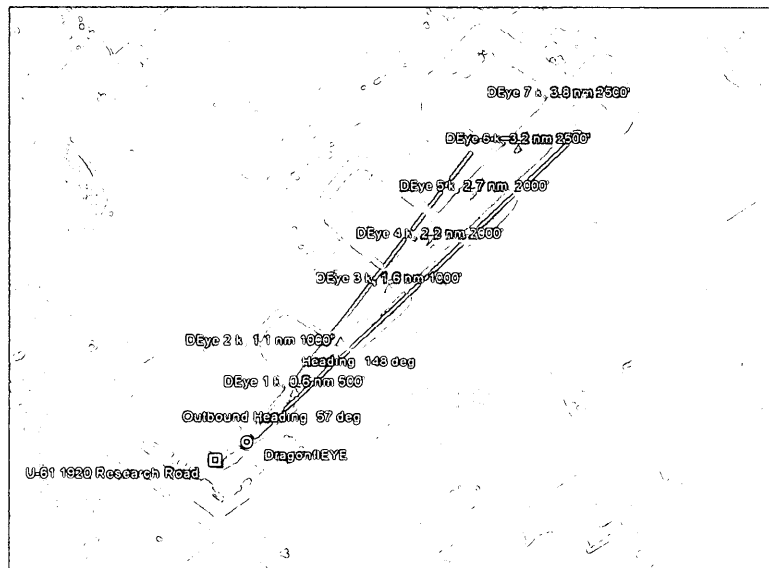 DEye 7 k, 3.8 nm 2500'
DEye 6 k 3.2 nm 2500'
DEye 5 k 2.7 nm 2000'
DEye 4 k, 2.2 nm 2000'
DEye 3 k, 1.6 nm 1000'
DEye 2 k, 1.1 nm 1000'
Heading 148 deg
DEye 1 k, 0.6 nm 500'
Outbound Heading 57 deg
DragonflEYE
U-61 1920 Research Road